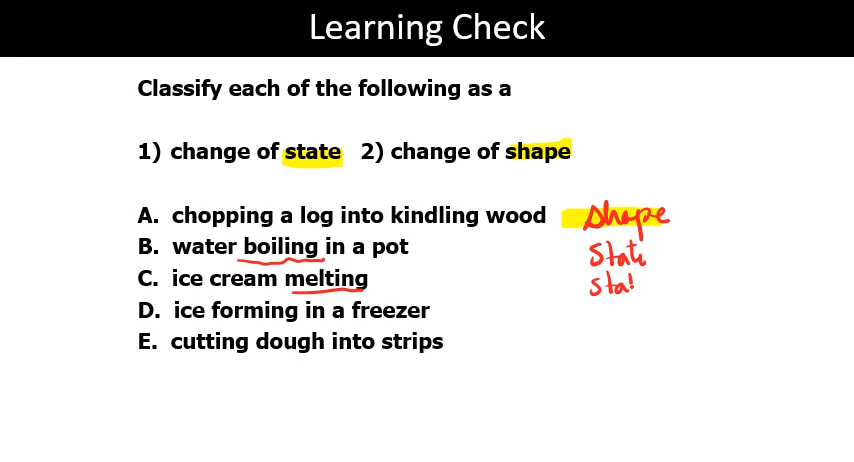 Learning Check
Classify each of the following as a
1) change of state 2) change of shape
A. chopping a log into kindling wood shape
B. water boiling in a pot state
C. ice cream melting sta
D. ice forming in a freezer
E. cutting dough into strips